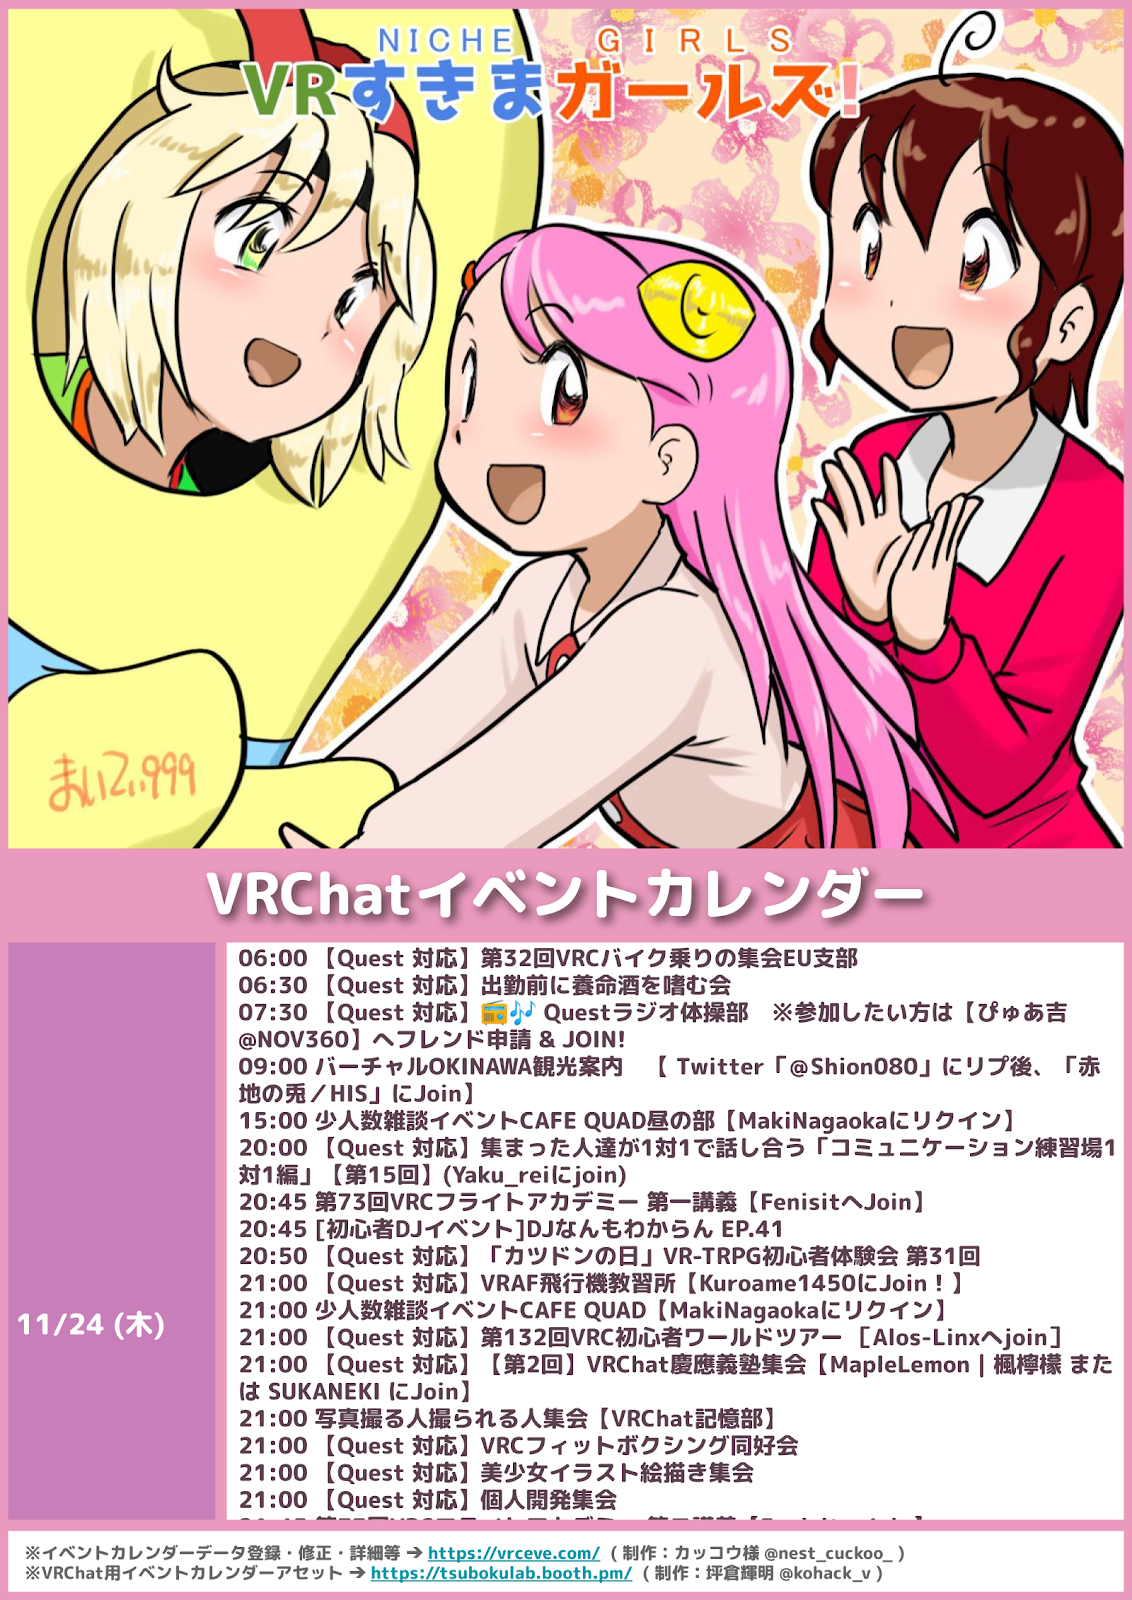 NICHE GIRLS
VRすきまガールズ!
まいてい999
VRChatイベントカレンダー
11/24 (木)
06:00 【Quest 対応】第32回VRCバイク乗りの集会EU支部
06:30 【Quest 対応】出勤前に養命酒を嗜む会
07:30 【Quest 対応】📻🎶 Questラジオ体操部　※参加したい方は【ぴゅあ吉
@NOV360】へフレンド申請 & JOIN!
09:00 バーチャルOKINAWA観光案内　【 Twitter「@Shion080」にリプ後、「赤
地の兎／HIS」にJoin】
15:00 少人数雑談イベントCAFE QUAD昼の部【MakiNagaokaにリクイン】
20:00 【Quest 対応】集まった人達が1対1で話し合う「コミュニケーション練習場1
対1編」【第15回】(Yaku_reiにjoin)
20:45 第73回VRCフライトアカデミー 第一講義【FenisitへJoin】
20:45 [初心者DJイベント]DJなんもわからん EP.41
20:50 【Quest 対応】「カツドンの日」VR-TRPG初心者体験会 第31回
21:00 【Quest 対応】VRAF飛行機教習所【Kuroame1450にJoin！】
21:00 少人数雑談イベントCAFE QUAD【MakiNagaokaにリクイン】
21:00 【Quest 対応】第132回VRC初心者ワールドツアー［Alos-Linxへjoin］
21:00 【Quest 対応】【第2回】VRChat慶應義塾集会【MapleLemon | 楓檸檬 また
は SUKANEKI にJoin】
21:00 写真撮る人撮られる人集会【VRChat記憶部】
21:00 【Quest 対応】VRCフィットボクシング同好会
21:00 【Quest 対応】美少女イラスト絵描き集会
21:00 【Quest 対応】個人開発集会
※イベントカレンダーデータ登録・修正・詳細等 ➔ https://vrceve.com/ ( 制作：カッコウ様 @nest_cuckoo_ )
※VRChat用イベントカレンダーアセット ➔ https://tsubokulab.booth.pm/ ( 制作：坪倉輝明 @kohack_v )